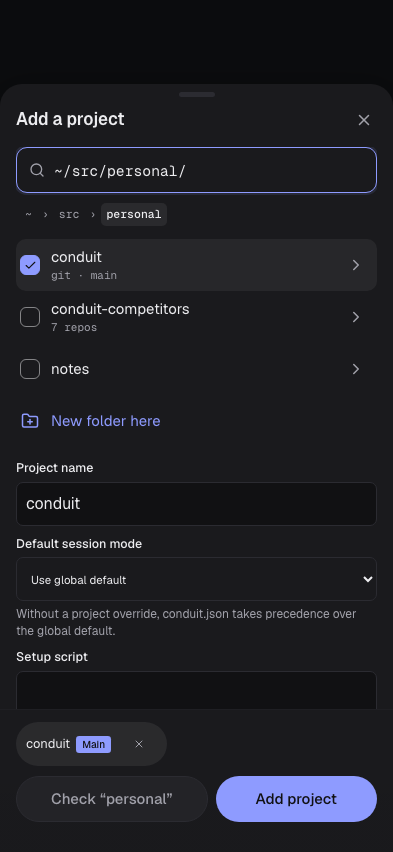 Add a project
~/src/personal/
~ › src › personal
conduit
git · main
conduit-competitors
7 repos
notes
New folder here
Project name
conduit
Default session mode
Use global default
Without a project override, conduit.json takes precedence over
the global default.
Setup script
conduit Main
Check “personal”
Add project